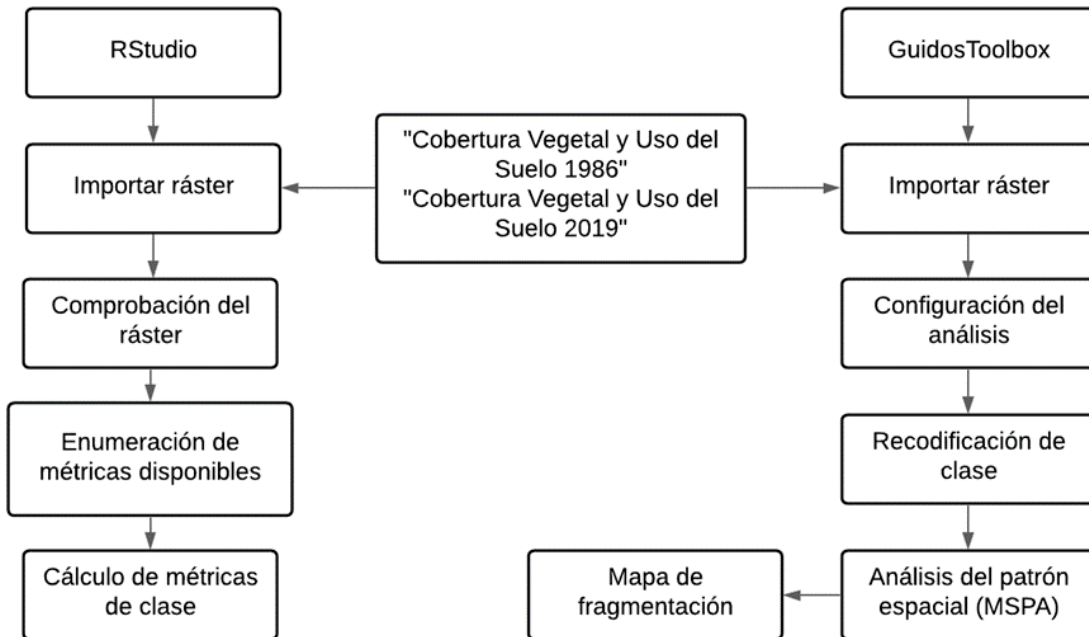 RStudio
Importar ráster
Comprobación del
ráster
Enumeración de
métricas disponibles
Cálculo de métricas
de clase
"Cobertura Vegetal y Uso del
Suelo 1986"
"Cobertura Vegetal y Uso del
Suelo 2019"
GuidosToolbox
Importar ráster
Configuración del
análisis
Recodificación de
clase
Análisis del patrón
espacial (MSPA)
Mapa de
fragmentación